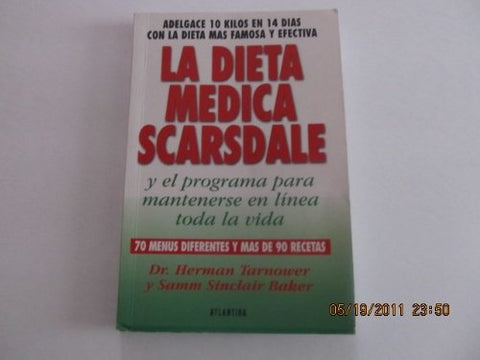 ADELGACE 10 KILOS EN 14 DIAS
CON LA DIETA MAS FAMOSA Y EFECTIVA
LA DIETA
MEDICA
SCARSDALE
y el programa para
mantenerse en línea
toda la vida
70 MENUS DIFERENTES Y MAS DE 90 RECETAS
Dr. Herman Tarnower
y Samm Sinclair Baker
ATLANTIDA
05/19/2011 23:50